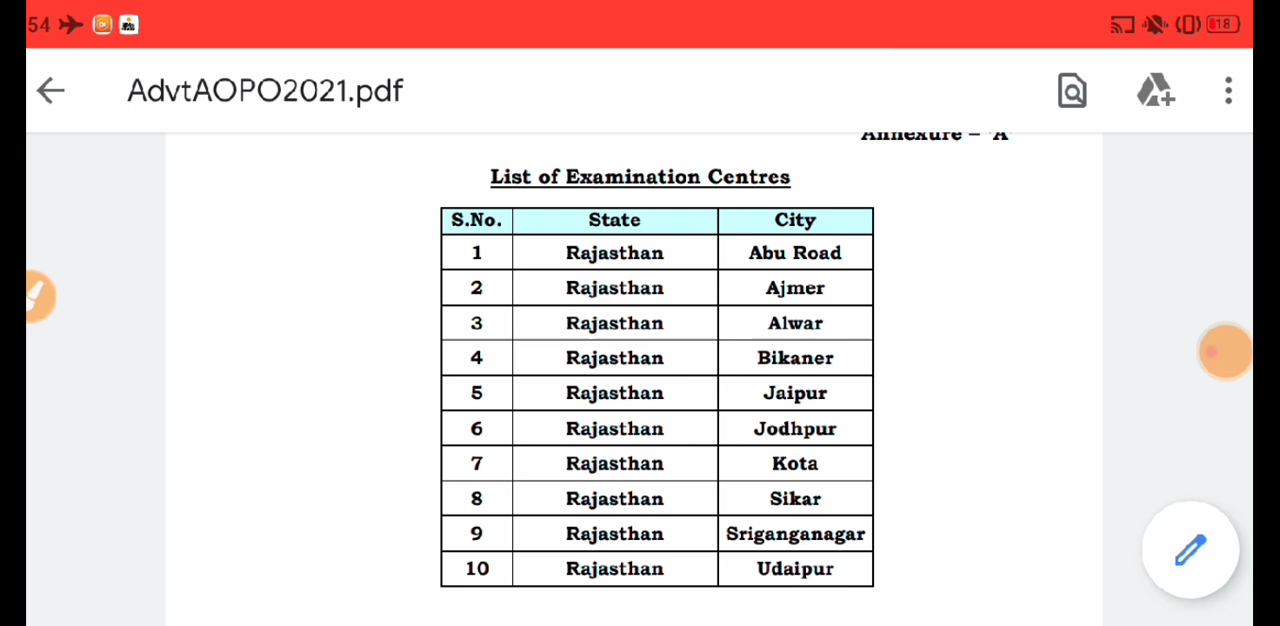 54
18
AdvtAOPO2021.pdf
Annexure – 'A'
List of Examination Centres
S.No. State City
1 Rajasthan Abu Road
2 Rajasthan Ajmer
3 Rajasthan Alwar
4 Rajasthan Bikaner
5 Rajasthan Jaipur
6 Rajasthan Jodhpur
7 Rajasthan Kota
8 Rajasthan Sikar
9 Rajasthan Sriganganagar
10 Rajasthan Udaipur